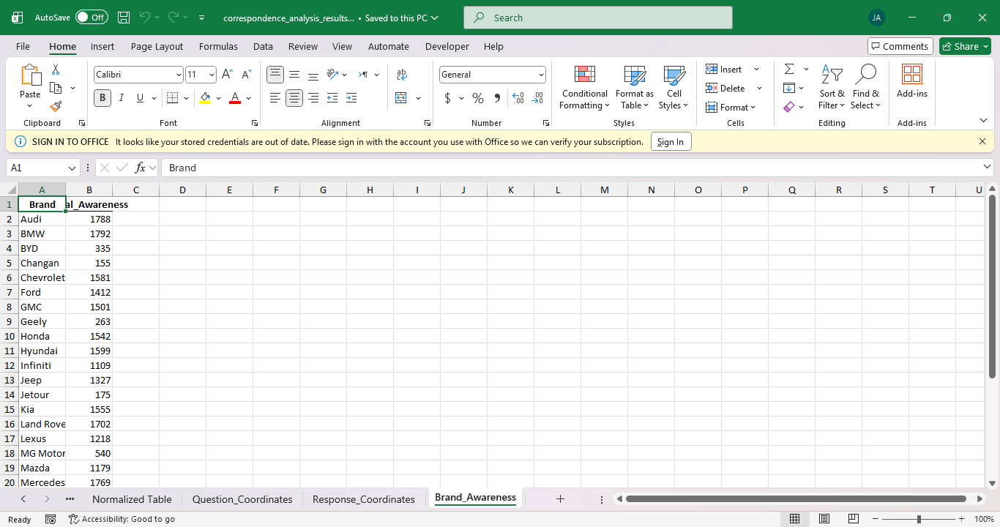 AutoSave Off correspondence_analysis_results... • Saved to this PC Search JA
File Home Insert Page Layout Formulas Data Review View Automate Developer Help Comments Share
Paste Calibri 11 General Conditional Formatting Format as Table Cell Styles Insert Delete Format Sort & Filter Find & Select Add-ins
B I U A $ % 9 .00
Clipboard Font Alignment Number Styles Cells Editing Add-ins
SIGN IN TO OFFICE It looks like your stored credentials are out of date. Please sign in with the account you use with Office so we can verify your subscription. Sign In
A1 fx Brand
A B C D E F G H I J K L M N O P Q R S T U
1 Brand al_Awareness
2 Audi 1788
3 BMW 1792
4 BYD 335
5 Changan 155
6 Chevrolet 1581
7 Ford 1412
8 GMC 1501
9 Geely 263
10 Honda 1542
11 Hyundai 1599
12 Infiniti 1109
13 Jeep 1327
14 Jetour 175
15 Kia 1555
16 Land Rove 1702
17 Lexus 1218
18 MG Motor 540
19 Mazda 1179
20 Mercedes 1769
... Normalized Table Question_Coordinates Response_Coordinates Brand_Awareness
Ready Accessibility: Good to go 100%